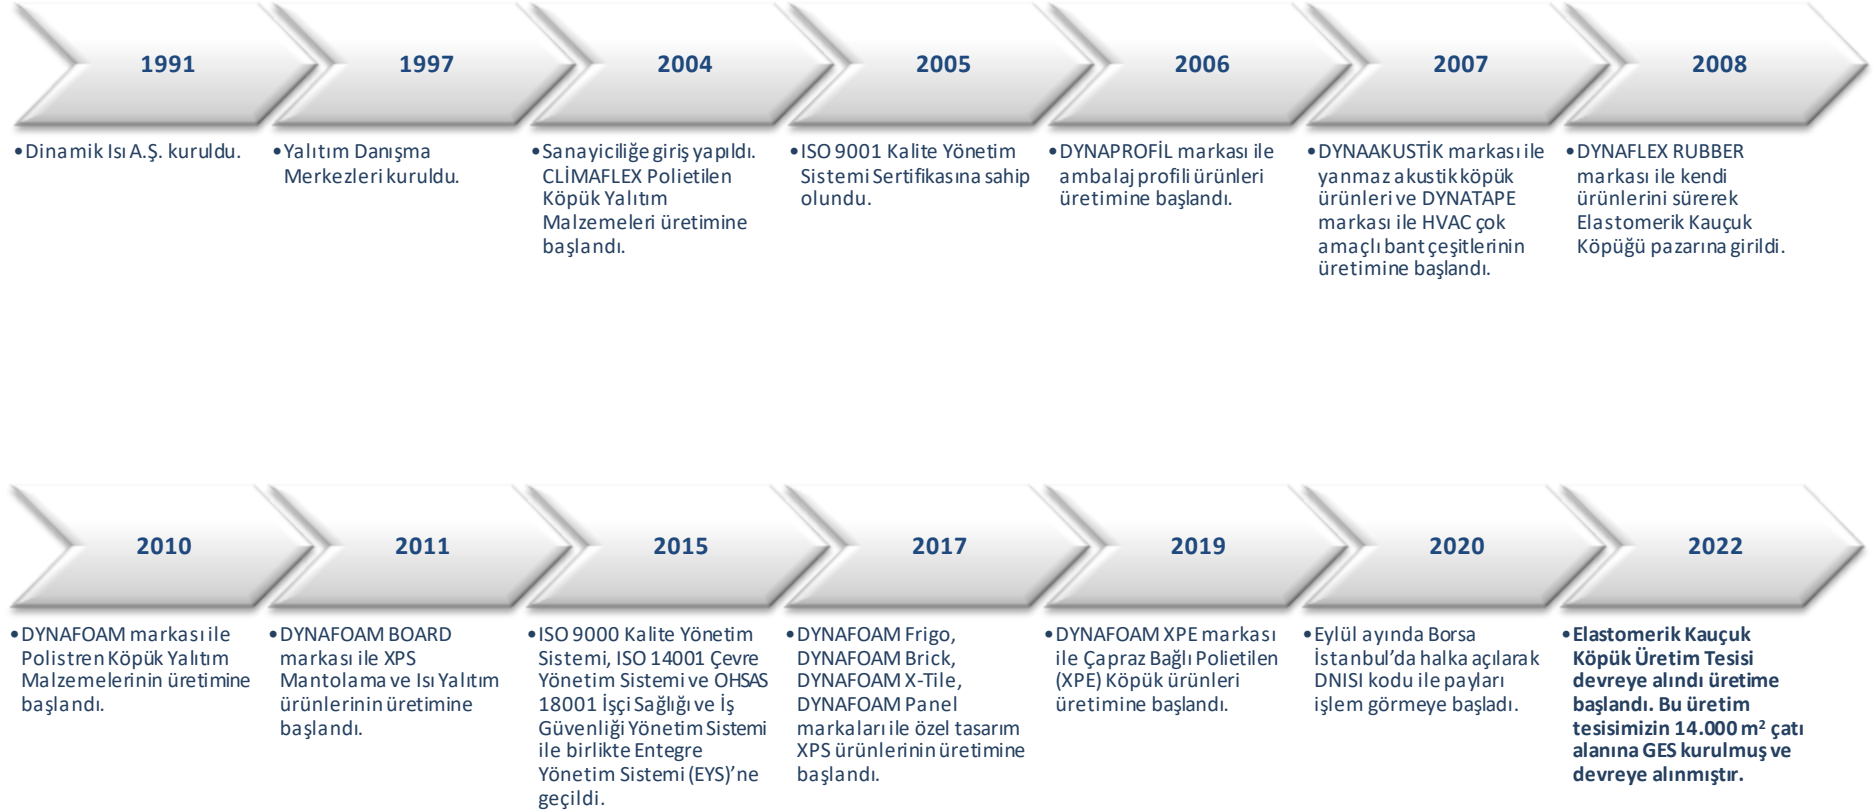 1991
•Dinamik Isı A.Ş. kuruldu.
1997
•Yalıtım Danışma
Merkezleri kuruldu.
2004
•Sanayiciliğe giriş yapıldı.
CLİMAFLEX Polietilen
Köpük Yalıtım
Malzemeleri üretimine
başlandı.
2005
•ISO 9001 Kalite Yönetim
Sistemi Sertifikasına sahip
olundu.
2006
•DYNAPROFİL markası ile
ambalaj profili ürünleri
üretimine başlandı.
2007
•DYNAAKUSTİK markası ile
yanmaz akustik köpük
ürünleri ve DYNATAPE
markası ile HVAC çok
amaçlı bant çeşitlerinin
üretimine başlandı.
2008
•DYNAFLEX RUBBER
markası ile kendi
ürünlerini sürerek
Elastomerik Kauçuk
Köpüğü pazarına girildi.
2010
•DYNAFOAM markası ile
Polistren Köpük Yalıtım
Malzemelerinin üretimine
başlandı.
2011
•DYNAFOAM BOARD
markası ile XPS
Mantolama ve Isı Yalıtım
ürünlerinin üretimine
başlandı.
2015
•ISO 9000 Kalite Yönetim
Sistemi, ISO 14001 Çevre
Yönetim Sistemi ve OHSAS
18001 İşçi Sağlığı ve İş
Güvenliği Yönetim Sistemi
ile birlikte Entegre
Yönetim Sistemi (EYS)’ne
geçildi.
2017
•DYNAFOAM Frigo,
DYNAFOAM Brick,
DYNAFOAM X-Tile,
DYNAFOAM Panel
markaları ile özel tasarım
XPS ürünlerinin üretimine
başlandı.
2019
•DYNAFOAM XPE markası
ile Çapraz Bağlı Polietilen
(XPE) Köpük ürünleri
üretimine başlandı.
2020
•Eylül ayında Borsa
İstanbul’da halka açılarak
DNISI kodu ile payları
işlem görmeye başladı.
2022
•Elastomerik Kauçuk
Köpük Üretim Tesisi
devreye alındı üretime
başlandı. Bu üretim
tesisimizin 14.000 m² çatı
alanına GES kurulmuş ve
devreye alınmıştır.